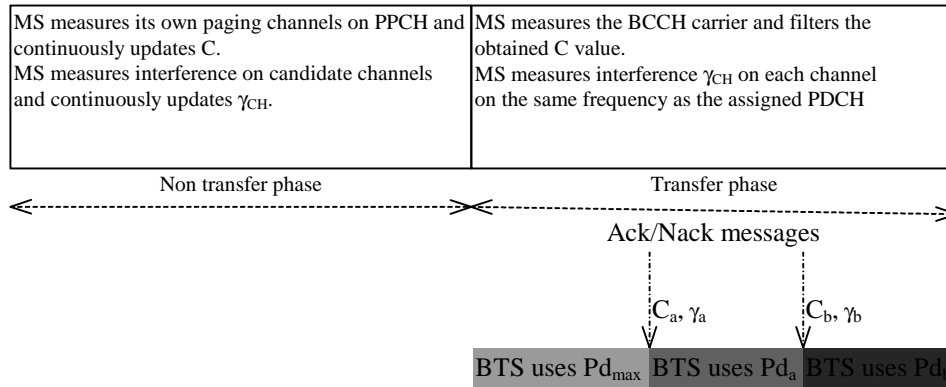 MS measures its own paging channels on PPCH and
continuously updates C.
MS measures interference on candidate channels
and continuously updates γCH.
MS measures the BCCH carrier and filters the
obtained C value.
MS measures interference γCH on each channel
on the same frequency as the assigned PDCH
Non transfer phase
Transfer phase
Ack/Nack messages
Ca, γa
Cb, γb
BTS uses Pdmax
BTS uses Pda
BTS uses Pd